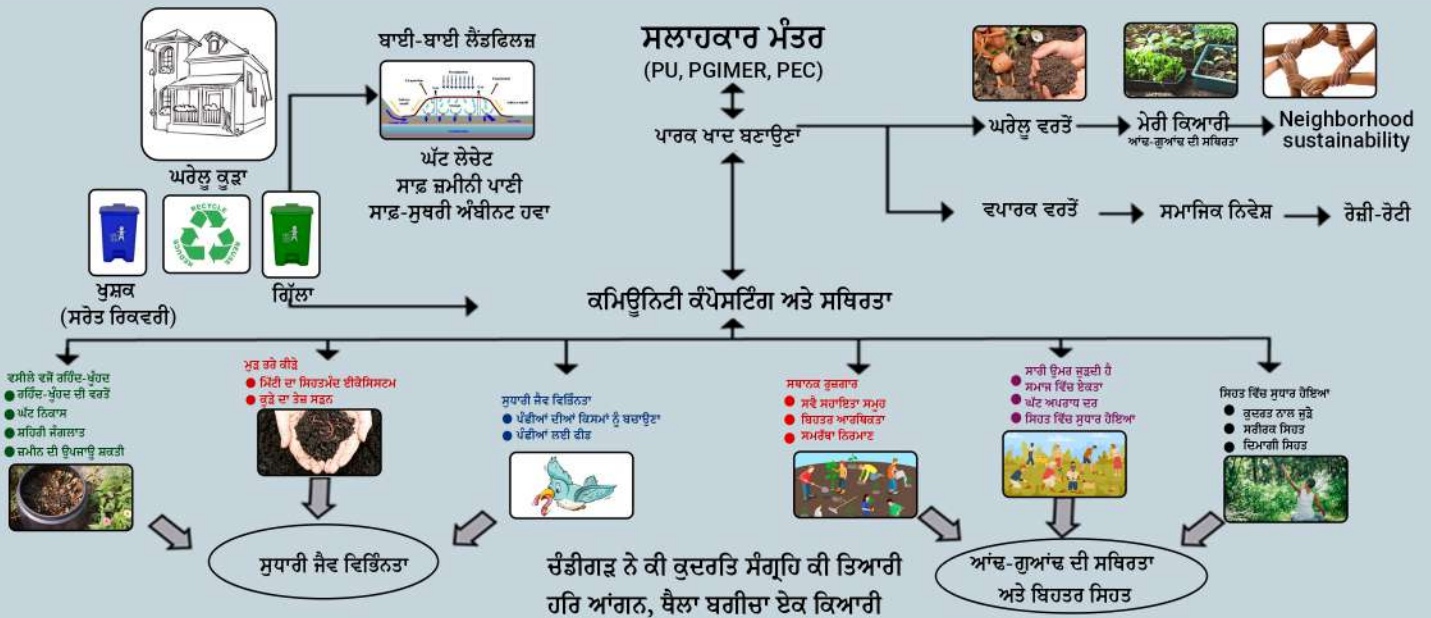 ਘਰੇਲੂ ਕੂੜਾ
RECYCLE
REDUCE
REUSE
ਖੁਸ਼ਕ
(ਸਰੋਤ ਰਿਕਵਰੀ)
ਗਿੱਲਾ
ਬਾਈ-ਬਾਈ ਲੈਂਡਫਿਲਜ਼
ਘੱਟ ਲੇਚੇਟ
ਸਾਫ਼ ਜ਼ਮੀਨੀ ਪਾਣੀ
ਸਾਫ਼-ਸੁਥਰੀ ਅੰਬੀਨਟ ਹਵਾ
ਸਲਾਹਕਾਰ ਮੰਤਰ
(PU, PGIMER, PEC)
ਪਾਰਕ ਖਾਦ ਬਣਾਉਣਾ
ਘਰੇਲੂ ਵਰਤੋਂ
ਮੇਰੀ ਕਿਆਰੀ
ਆਂਢ-ਗੁਆਂਢ ਦੀ ਸਥਿਰਤਾ
Neighborhood
sustainability
ਵਪਾਰਕ ਵਰਤੋਂ
ਸਮਾਜਿਕ ਨਿਵੇਸ਼
ਰੋਜ਼ੀ-ਰੋਟੀ
ਕਮਿਊਨਿਟੀ ਕੰਪੋਸਟਿੰਗ ਅਤੇ ਸਥਿਰਤਾ
ਵਸੀਲੇ ਵਜੋਂ ਰਹਿੰਦ-ਖੂੰਹਦ
ਰਹਿੰਦ-ਖੂੰਹਦ ਦੀ ਵਰਤੋਂ
ਘੱਟ ਨਿਕਾਸ
ਸ਼ਹਿਰੀ ਜੰਗਲਾਤ
ਜ਼ਮੀਨ ਦੀ ਉਪਜਾਊ ਸ਼ਕਤੀ
ਮੁੜ ਭਰੇ ਕੀੜੇ
ਮਿੱਟੀ ਦਾ ਸਿਹਤਮੰਦ ਈਕੋਸਿਸਟਮ
ਕੂੜੇ ਦਾ ਤੇਜ਼ ਸੜਨ
ਸੁਧਾਰੀ ਜੈਵ ਵਿਭਿੰਨਤਾ
ਪੰਛੀਆਂ ਦੀਆਂ ਕਿਸਮਾਂ ਨੂੰ ਬਚਾਉਣਾ
ਪੰਛੀਆਂ ਲਈ ਫੀਡ
ਸਥਾਨਕ ਰੁਜ਼ਗਾਰ
ਸਵੈ ਸਹਾਇਤਾ ਸਮੂਹ
ਬਿਹਤਰ ਆਰਥਿਕਤਾ
ਸਮਰੱਥਾ ਨਿਰਮਾਣ
ਸਾਰੀ ਉਮਰ ਜੁੜਦੀ ਹੈ
ਸਮਾਜ ਵਿੱਚ ਏਕਤਾ
ਘੱਟ ਅਪਰਾਧ ਦਰ
ਸਿਹਤ ਵਿੱਚ ਸੁਧਾਰ ਹੋਇਆ
ਸਿਹਤ ਵਿੱਚ ਸੁਧਾਰ ਹੋਇਆ
ਕੁਦਰਤ ਨਾਲ ਜੁੜੋ
ਸਰੀਰਕ ਸਿਹਤ
ਦਿਮਾਗੀ ਸਿਹਤ
ਸੁਧਾਰੀ ਜੈਵ ਵਿਭਿੰਨਤਾ
ਚੰਡੀਗੜ੍ਹ ਨੇ ਕੀ ਕੁਦਰਤਿ ਸੰਗ੍ਰਹਿ ਕੀ ਤਿਆਰੀ
ਹਰਿ ਆਂਗਨ, ਥੈਲਾ ਬਗੀਚਾ ਏਕ ਕਿਆਰੀ
ਆਂਢ-ਗੁਆਂਢ ਦੀ ਸਥਿਰਤਾ
ਅਤੇ ਬਿਹਤਰ ਸਿਹਤ